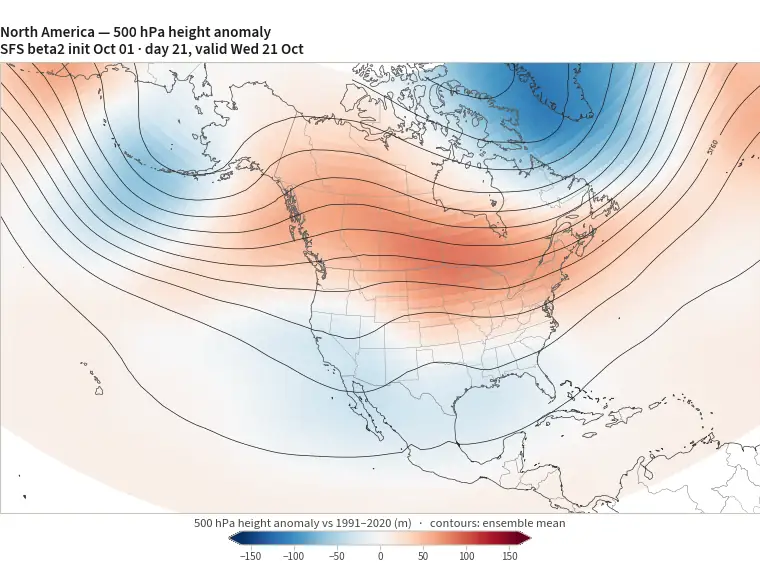 North America — 500 hPa height anomaly
SFS beta2 init Oct 01 · day 21, valid Wed 21 Oct
5760
500 hPa height anomaly vs 1991–2020 (m) · contours: ensemble mean
−150 −100 −50 0 50 100 150